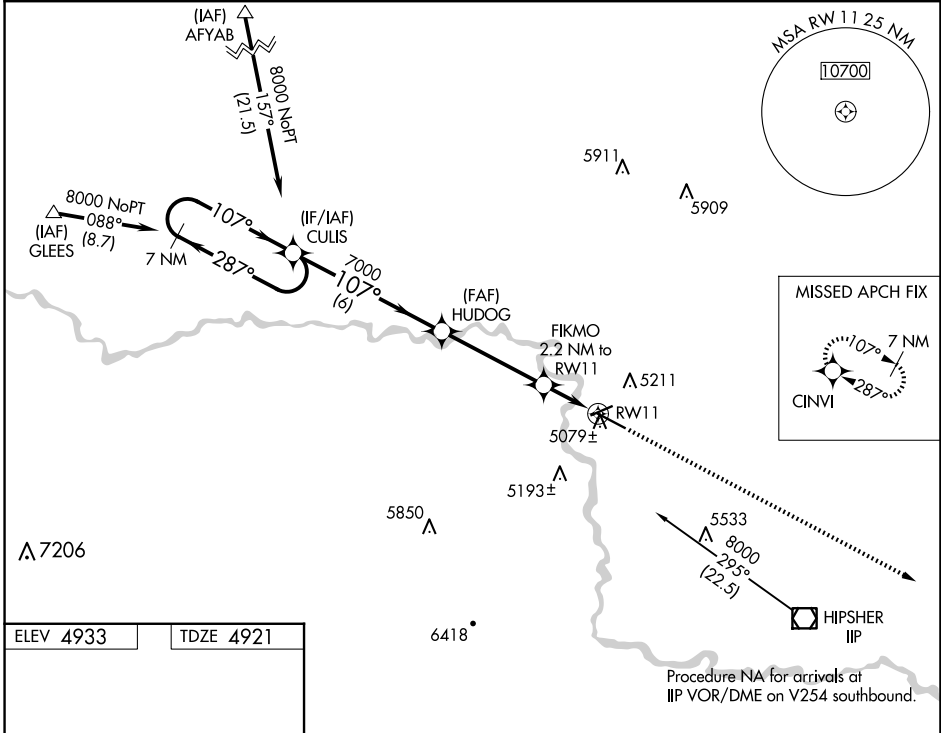 (IAF)
AFYAB
8000 NoPT
157°
(21.5)
MSA RW 11 25 NM
10700
5911
5909
8000 NoPT
088°
(8.7)
(IAF)
GLEES
107°
7 NM
287°
(IF/IAF)
CULIS
7000
107°
(6)
(FAF)
HUDOG
FIKMO
2.2 NM to
RW11
5211
RW11
5079±
5193±
MISSED APCH FIX
107°
7 NM
287°
CINVI
5850
7206
5533
8000
295°
(22.5)
HIPSHER
IIP
6418
ELEV 4933
TDZE 4921
Procedure NA for arrivals at
IIP VOR/DME on V254 southbound.